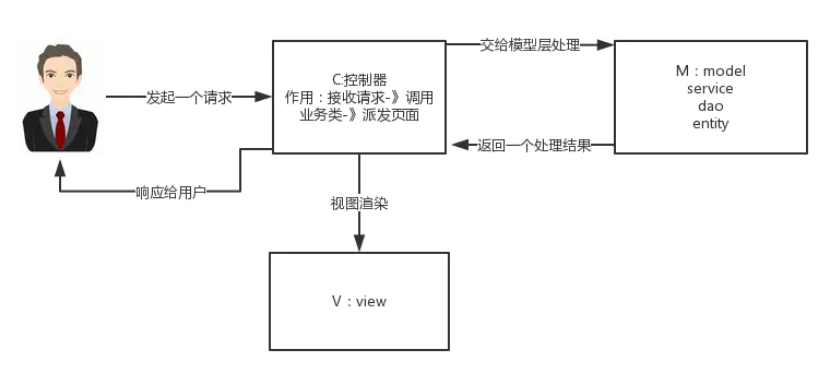 交给模型层处理
C:控制器
作用：接收请求-》调用
业务类-》派发页面
M：model
service
dao
entity
发起一个请求
返回一个处理结果
响应给用户
视图渲染
V：view